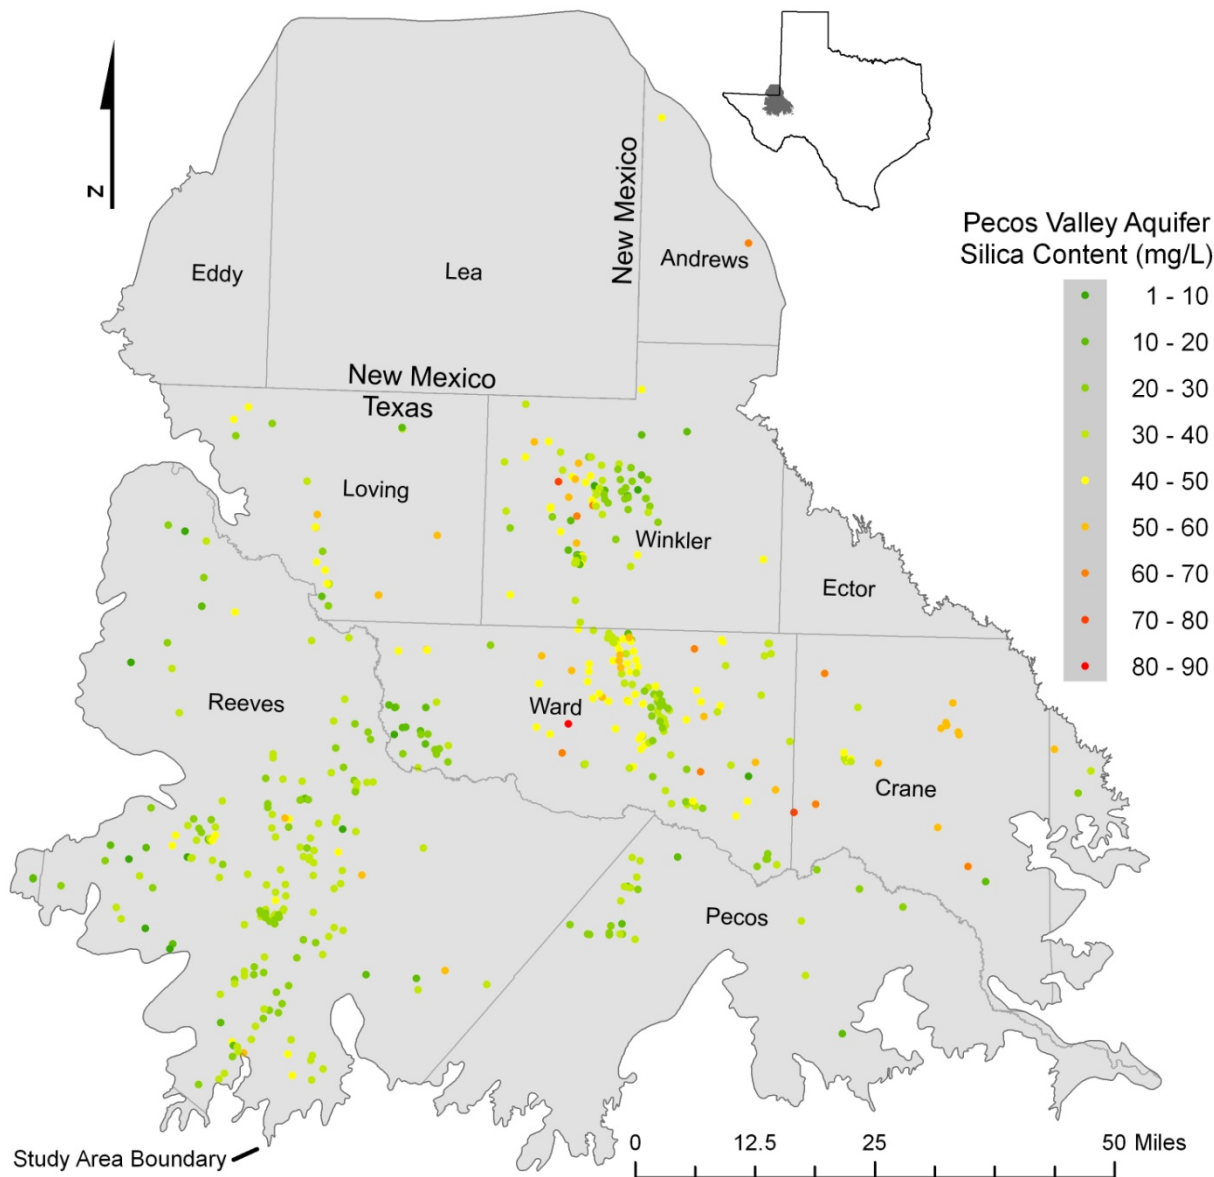 N
New Mexico
Pecos Valley Aquifer
Silica Content (mg/L)
1 - 10
10 - 20
20 - 30
30 - 40
40 - 50
50 - 60
60 - 70
70 - 80
80 - 90
Eddy
Lea
Andrews
New Mexico
Texas
Loving
Winkler
Ector
Reeves
Ward
Crane
Pecos
Study Area Boundary
0 12.5 25 50 Miles